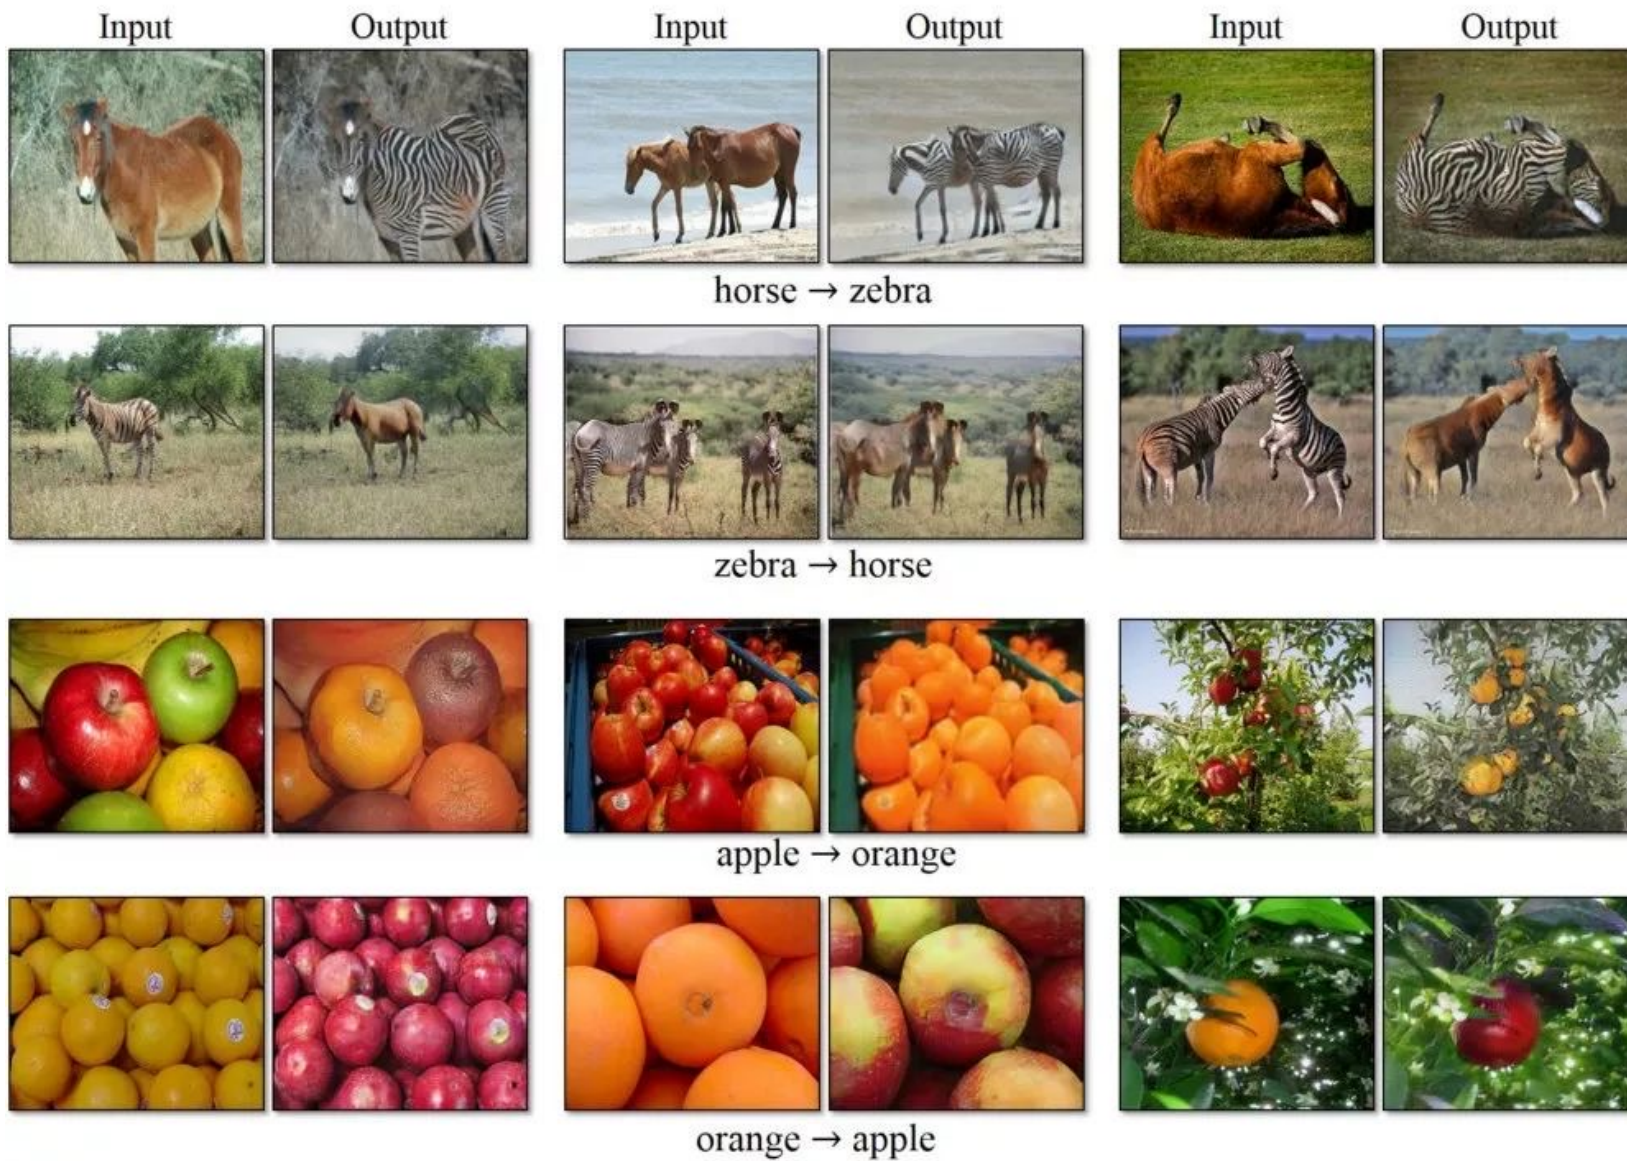 Input Output Input Output Input Output
horse → zebra
zebra → horse
apple → orange
orange → apple